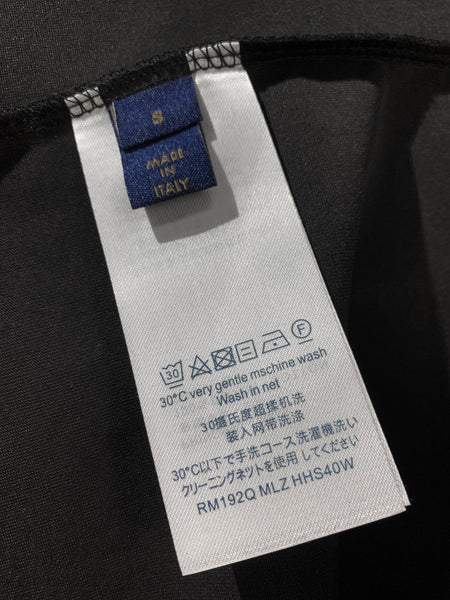 S
MADE
IN
ITALY
30
F
30°C very gentle mschine wash
Wash in net
30摄氏度超柔机洗
装入网带洗涤
30°C以下で手洗コース洗濯機洗い
クリーニングネツトを使用してください
RM192Q MLZ HHS40W